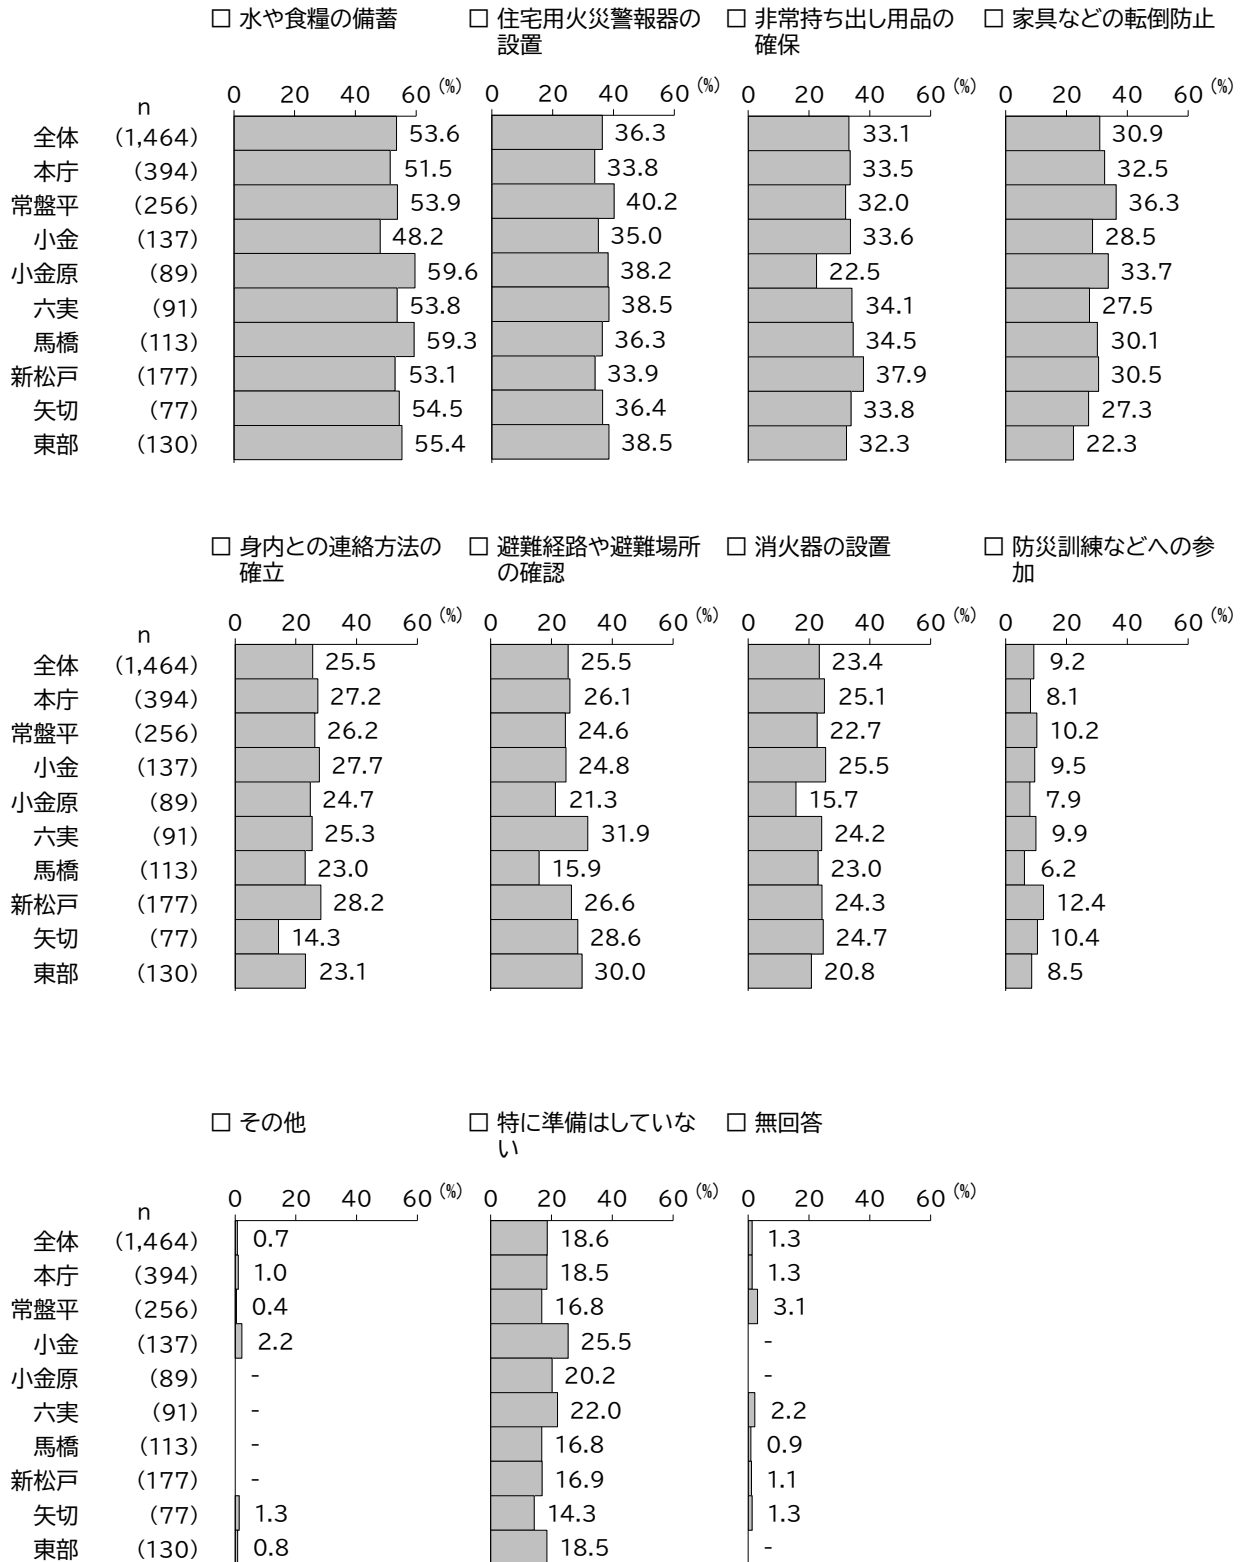 □ 水や食糧の備蓄 □ 住宅用火災警報器の設置 □ 非常持ち出し用品の確保 □ 家具などの転倒防止
n 0 20 40 60 (%) 0 20 40 60 (%) 0 20 40 60 (%) 0 20 40 60 (%)
全体 (1,464) 53.6 36.3 33.1 30.9
本庁 (394) 51.5 33.8 33.5 32.5
常盤平 (256) 53.9 40.2 32.0 36.3
小金 (137) 48.2 35.0 33.6 28.5
小金原 (89) 59.6 38.2 22.5 33.7
六実 (91) 53.8 38.5 34.1 27.5
馬橋 (113) 59.3 36.3 34.5 30.1
新松戸 (177) 53.1 33.9 37.9 30.5
矢切 (77) 54.5 36.4 33.8 27.3
東部 (130) 55.4 38.5 32.3 22.3
□ 身内との連絡方法の確立 □ 避難経路や避難場所の確認 □ 消火器の設置 □ 防災訓練などへの参加
n 0 20 40 60 (%) 0 20 40 60 (%) 0 20 40 60 (%) 0 20 40 60 (%)
全体 (1,464) 25.5 25.5 23.4 9.2
本庁 (394) 27.2 26.1 25.1 8.1
常盤平 (256) 26.2 24.6 22.7 10.2
小金 (137) 27.7 24.8 25.5 9.5
小金原 (89) 24.7 21.3 15.7 7.9
六実 (91) 25.3 31.9 24.2 9.9
馬橋 (113) 23.0 15.9 23.0 6.2
新松戸 (177) 28.2 26.6 24.3 12.4
矢切 (77) 14.3 28.6 24.7 10.4
東部 (130) 23.1 30.0 20.8 8.5
□ その他 □ 特に準備はしていない □ 無回答
n 0 20 40 60 (%) 0 20 40 60 (%) 0 20 40 60 (%)
全体 (1,464) 0.7 18.6 1.3
本庁 (394) 1.0 18.5 1.3
常盤平 (256) 0.4 16.8 3.1
小金 (137) 2.2 25.5 -
小金原 (89) - 20.2 -
六実 (91) - 22.0 2.2
馬橋 (113) - 16.8 0.9
新松戸 (177) - 16.9 1.1
矢切 (77) 1.3 14.3 1.3
東部 (130) 0.8 18.5 -